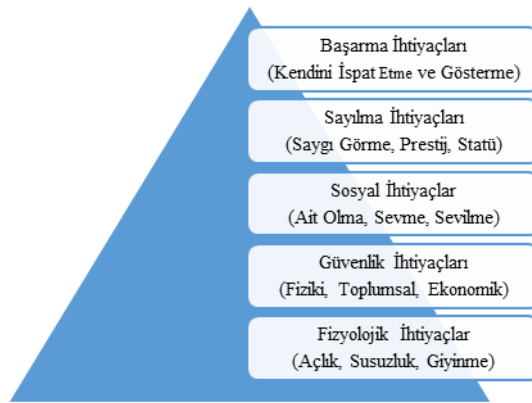 Başarma İhtiyaçları
(Kendini İspat Etme ve Gösterme)
Sayılma İhtiyaçları
(Saygı Görme, Prestij, Statü)
Sosyal İhtiyaçlar
(Ait Olma, Sevme, Sevilme)
Güvenlik İhtiyaçları
(Fiziki, Toplumsal, Ekonomik)
Fizyolojik İhtiyaçlar
(Açlık, Susuzluk, Giyinme)